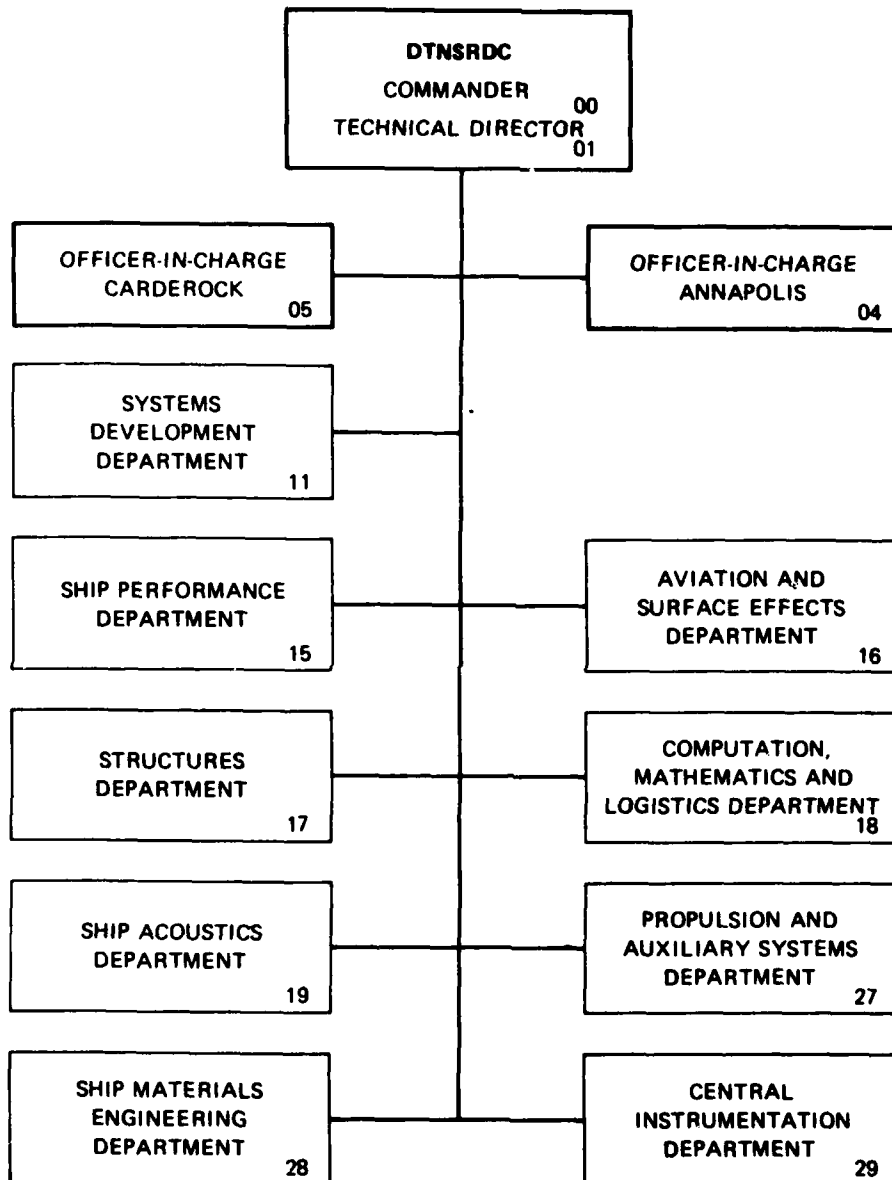 DTNSRDC
COMMANDER
00
TECHNICAL DIRECTOR
01
OFFICER-IN-CHARGE
CARDEROCK
05
OFFICER-IN-CHARGE
ANNAPOLIS
04
SYSTEMS
DEVELOPMENT
DEPARTMENT
11
SHIP PERFORMANCE
DEPARTMENT
15
AVIATION AND
SURFACE EFFECTS
DEPARTMENT
16
STRUCTURES
DEPARTMENT
17
COMPUTATION,
MATHEMATICS AND
LOGISTICS DEPARTMENT
18
SHIP ACOUSTICS
DEPARTMENT
19
PROPULSION AND
AUXILIARY SYSTEMS
DEPARTMENT
27
SHIP MATERIALS
ENGINEERING
DEPARTMENT
28
CENTRAL
INSTRUMENTATION
DEPARTMENT
29